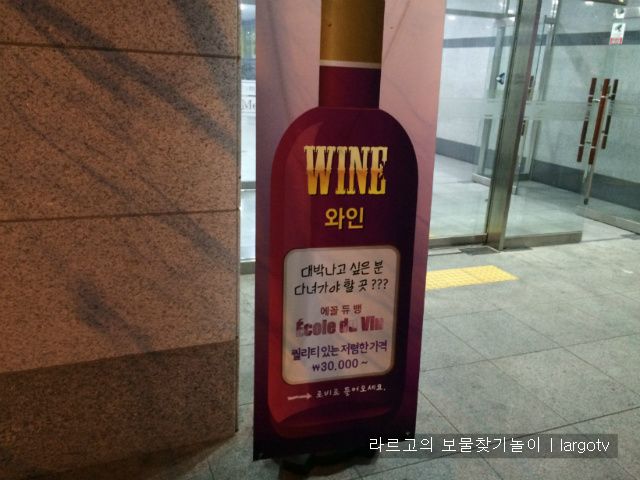 WINE
와인
대박나고 싶은 분
다녀가야 할 곳 ???
에꼴 듀 뱅
École du Vin
퀄리티 있는 저렴한 가격
₩30,000 ~
로비로 들어오세요.
라르고의 보물찾기놀이 | largotv